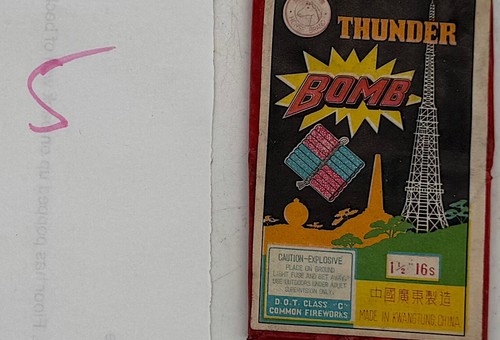 THUNDER
BOMB
CAUTION-EXPLOSIVE
PLACE ON GROUND
LIGHT FUSE AND GET AWAY
USE OUTDOORS UNDER ADULT
SUPERVISION ONLY.
D.O.T. CLASS -C-
COMMON FIREWORKS
1½" 16s
中國廣東製造
MADE IN KWANGTUNG, CHINA